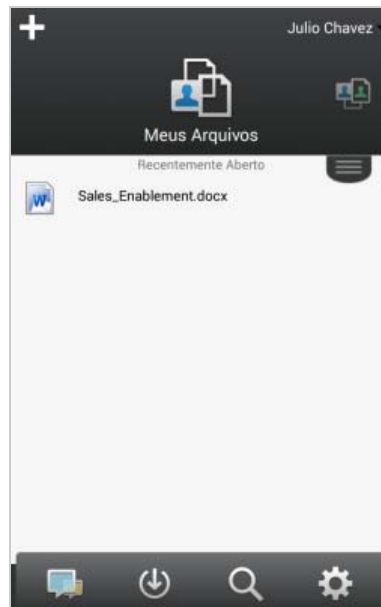 Julio Chavez
Meus Arquivos
Recentemente Aberto
Sales_Enablement.docx